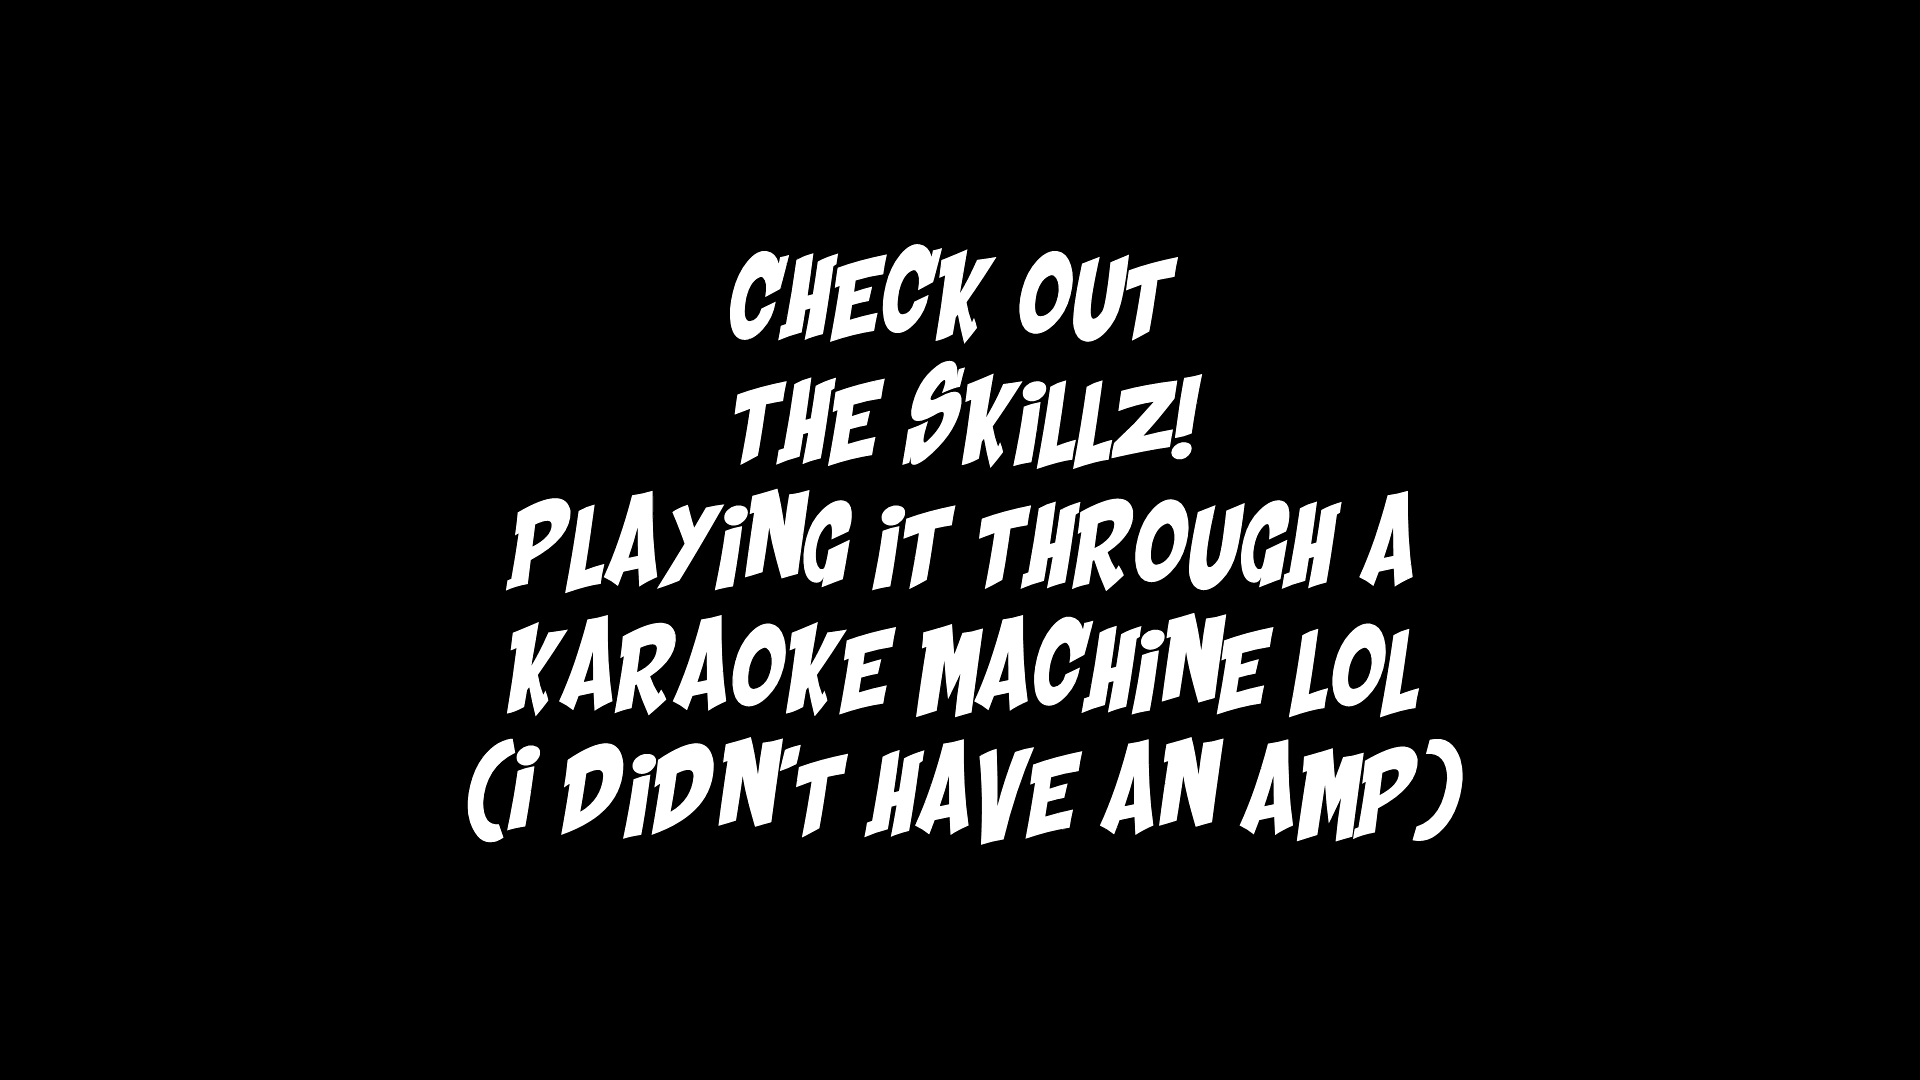 CHECK OUT
THE SKiLLZ!
PLAYiNG iT THROUGH A
KARAOKE MACHiNE LOL
(i DiDN'T HAVE AN AMP)